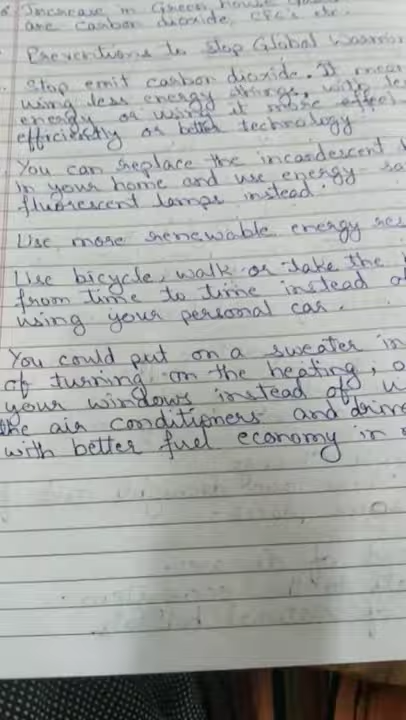 Increase in Green house
are carbon dioxide, CFC's etc.
Preventions to stop Global
Stop emit carbon dioxide. It
using less energy
energy or using it more
efficiently or better technology
You can replace the incandescent
in your home and use energy
fluorescent lamps instead.
Use more renewable energy
Use bicycle, walk or take the
from time to time instead
using your personal car.
You could put on a sweater in
of turning on the heating,
your windows instead of
the air conditioners and drive
with better fuel economy in